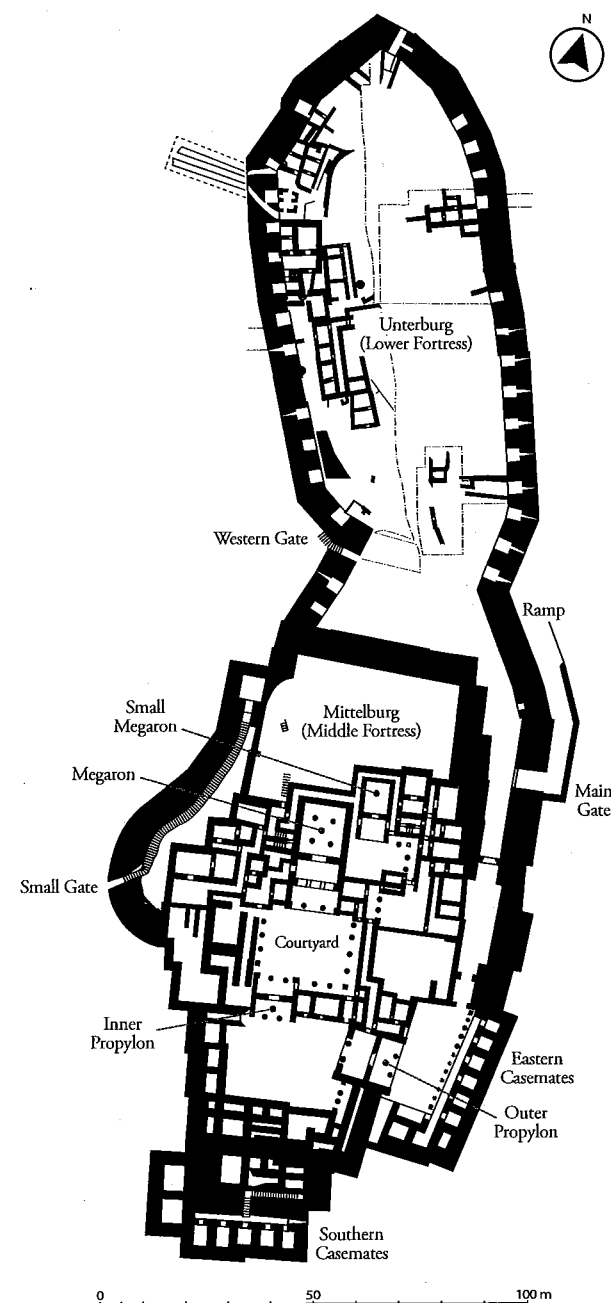 N
Unterburg
(Lower Fortress)
Western Gate
Ramp
Small
Megaron
Mittelburg
(Middle Fortress)
Megaron
Main
Gate
Small Gate
Courtyard
Inner
Propylon
Eastern
Casemates
Outer
Propylon
Southern
Casemates
0 50 100 m